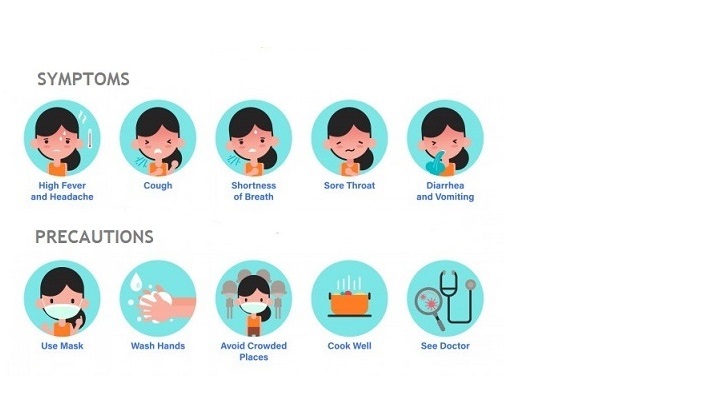 SYMPTOMS
High Fever
and Headache
Cough
Shortness
of Breath
Sore Throat
Diarrhea
and Vomiting
PRECAUTIONS
Use Mask
Wash Hands
Avoid Crowded
Places
Cook Well
See Doctor